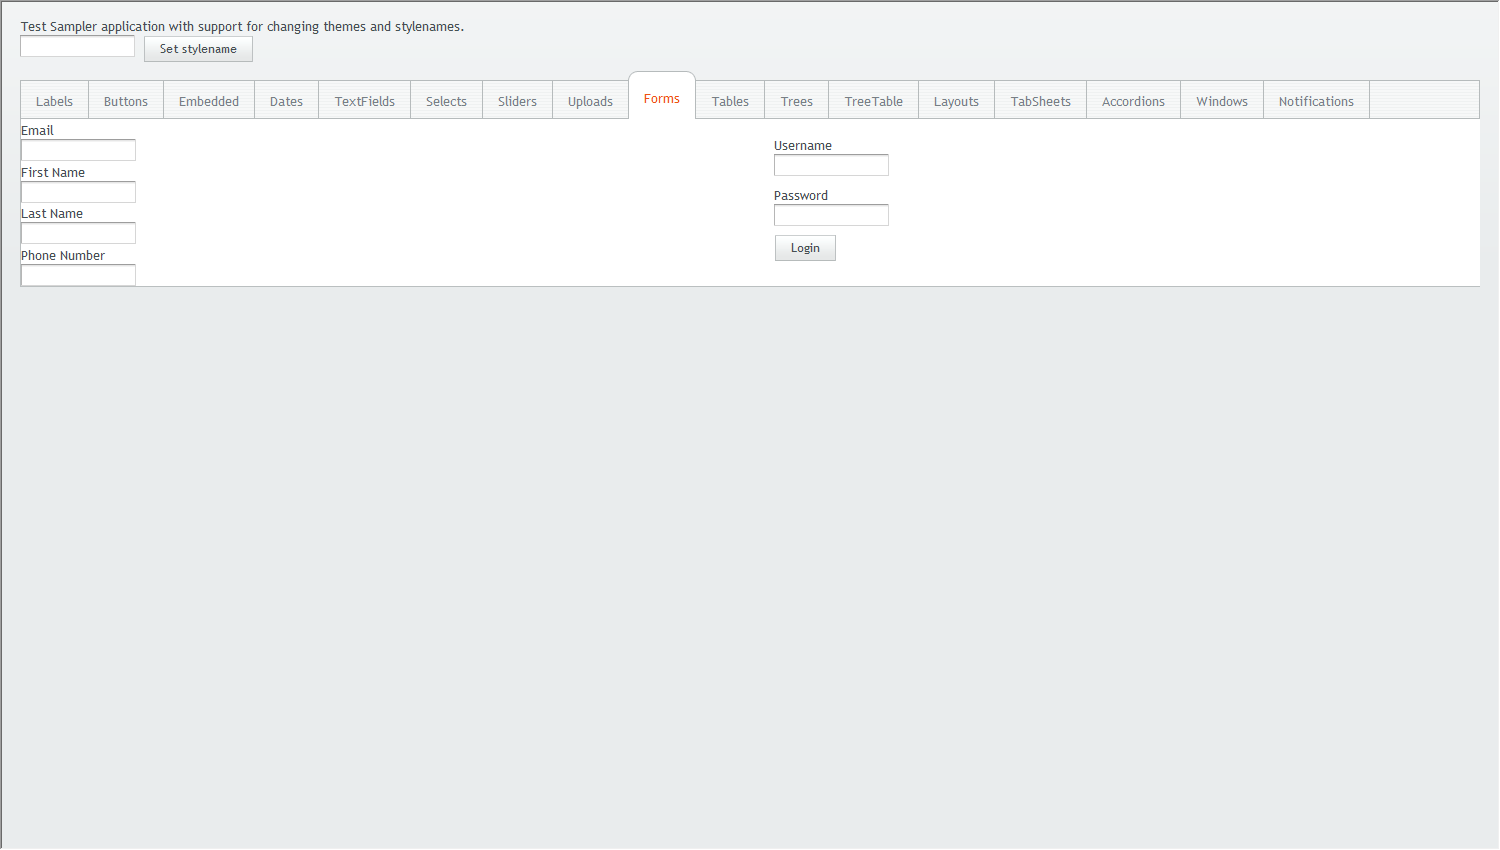 Test Sampler application with support for changing themes and stylenames.
Set stylename
Labels Buttons Embedded Dates TextFields Selects Sliders Uploads Forms Tables Trees TreeTable Layouts TabSheets Accordions Windows Notifications
Email
First Name
Last Name
Phone Number
Username
Password
Login